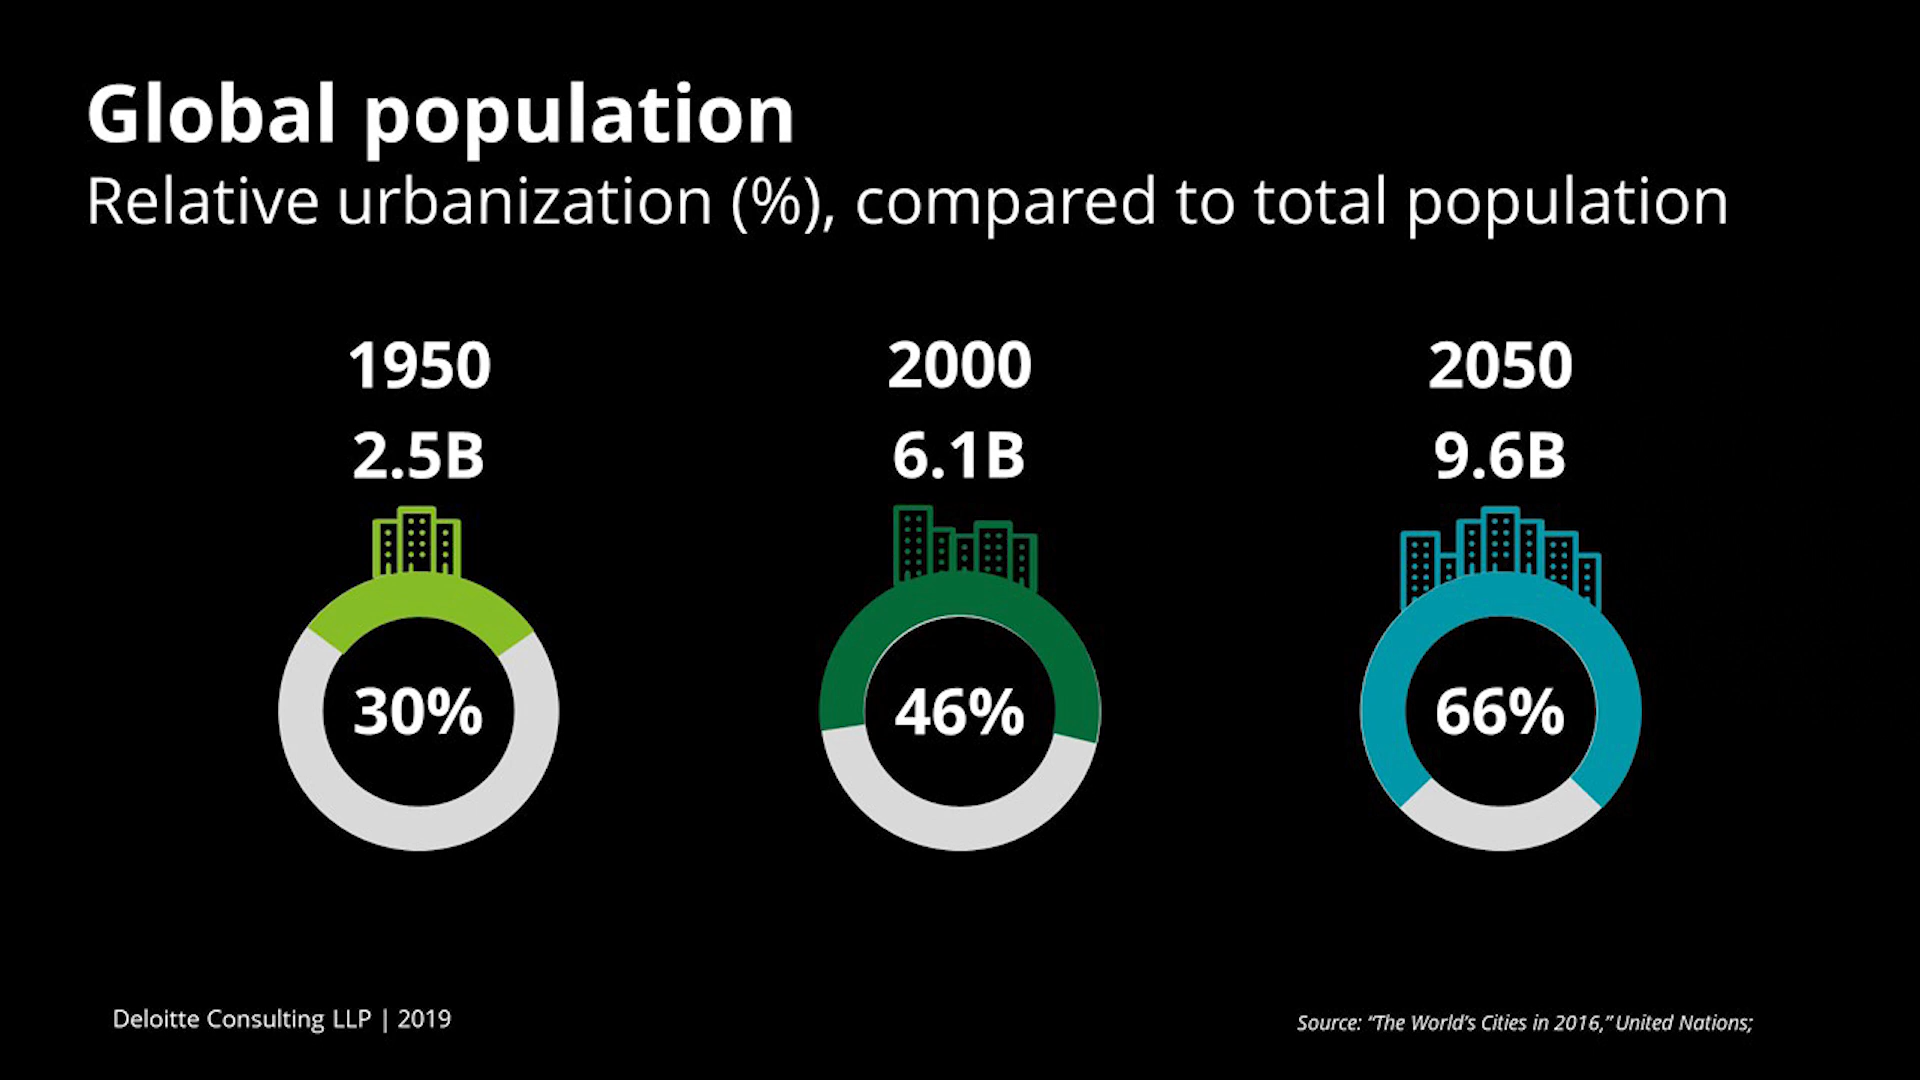 Global population
Relative urbanization (%), compared to total population
1950
2.5B
30%
2000
6.1B
46%
2050
9.6B
66%
Deloitte Consulting LLP | 2019
Source: “The World’s Cities in 2016,” United Nations;